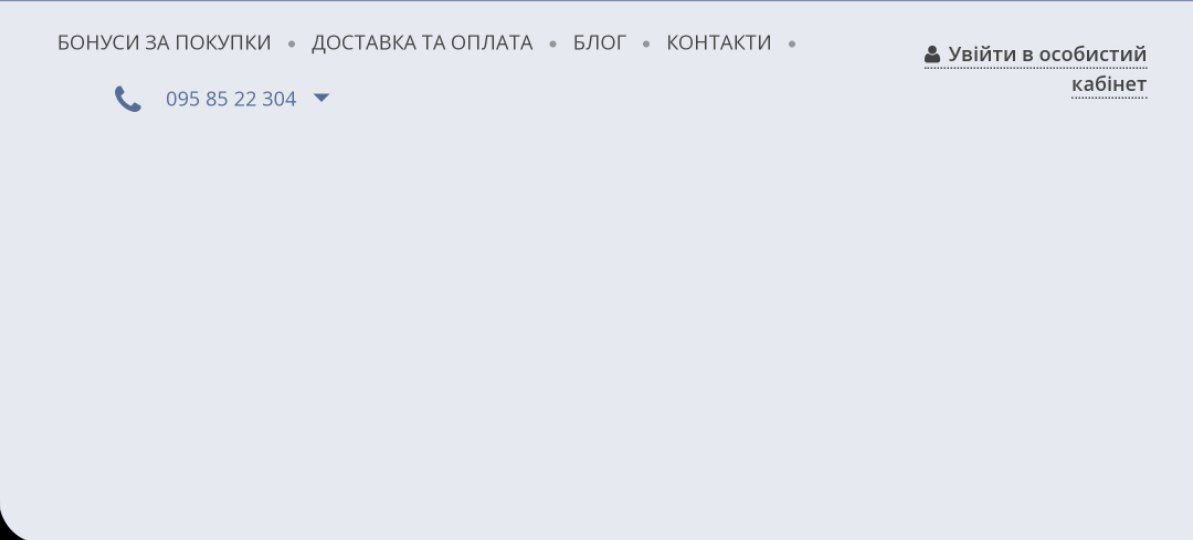 БОНУСИ ЗА ПОКУПКИ • ДОСТАВКА ТА ОПЛАТА • БЛОГ • КОНТАКТИ •
Увійти в особистий
кабінет
095 85 22 304